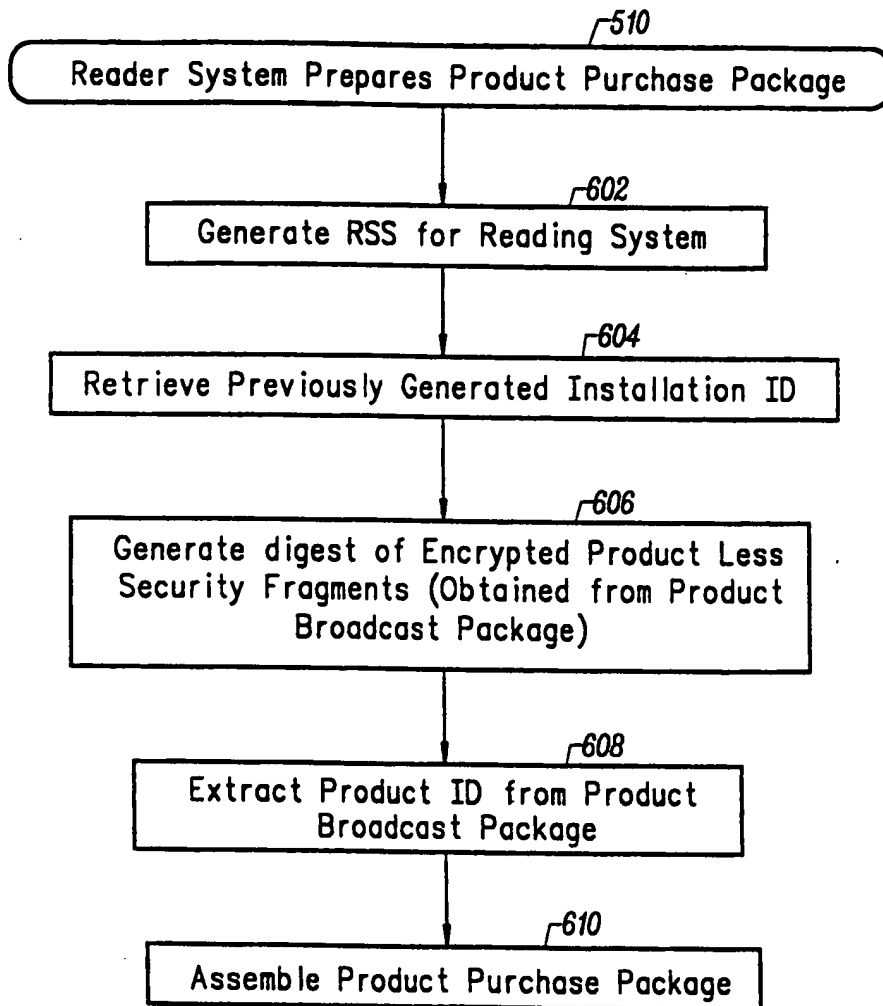 510
Reader System Prepares Product Purchase Package
602
Generate RSS for Reading System
604
Retrieve Previously Generated Installation ID
606
Generate digest of Encrypted Product Less
Security Fragments (Obtained from Product
Broadcast Package)
608
Extract Product ID from Product
Broadcast Package
610
Assemble Product Purchase Package